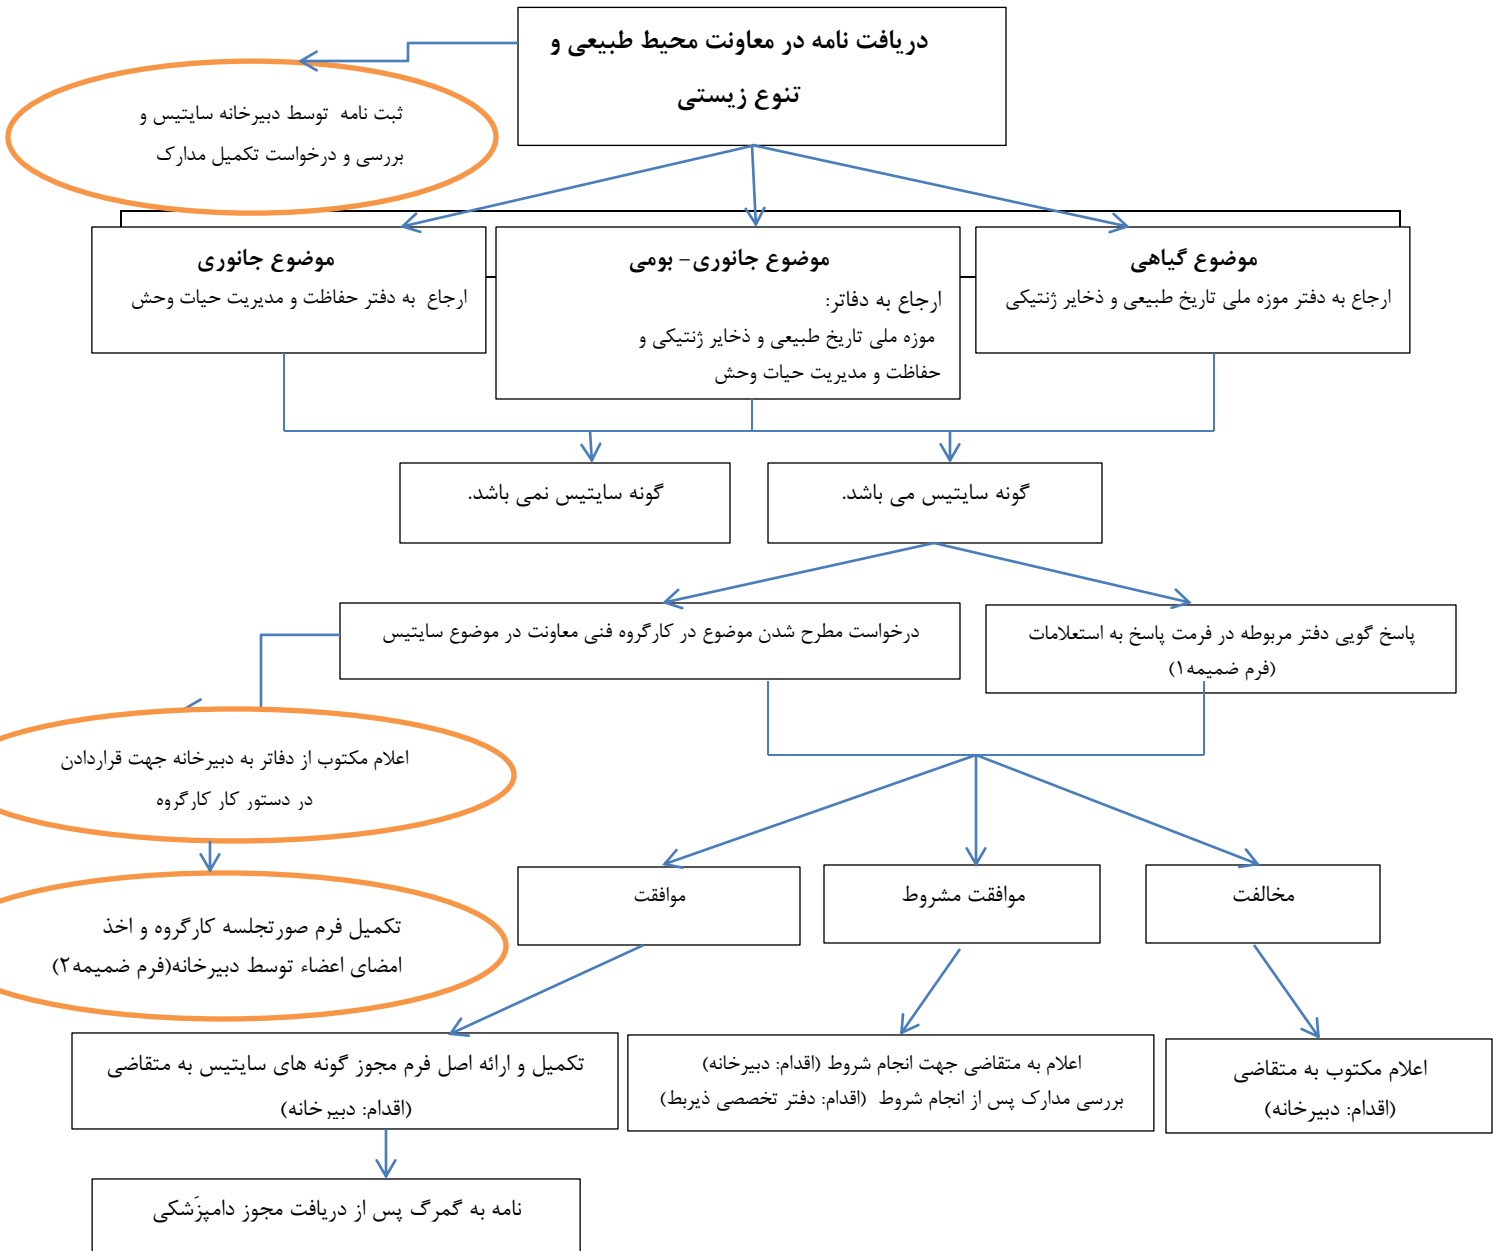 دریافت نامه در معاونت محیط طبیعی و
تنوع زیستی
ثبت نامه توسط دبیرخانه سایتیس و
بررسی و درخواست تکمیل مدارک
موضوع گیاهی
ارجاع به دفتر موزه ملی تاریخ طبیعی و ذخایر ژنتیکی
موضوع جانوری- بومی
ارجاع به دفاتر:
موزه ملی تاریخ طبیعی و ذخایر ژنتیکی و
حفاظت و مدیریت حیات وحش
موضوع جانوری
ارجاع به دفتر حفاظت و مدیریت حیات وحش
گونه سایتیس می باشد.
گونه سایتیس نمی باشد.
پاسخ گویی دفتر مربوطه در فرمت پاسخ به استعلامات
(فرم ضمیمه۱)
درخواست مطرح شدن موضوع در کارگروه فنی معاونت در موضوع سایتیس
اعلام مکتوب از دفاتر به دبیرخانه جهت قراردادن
در دستور کار کارگروه
تکمیل فرم صورتجلسه کارگروه و اخذ
امضای اعضاء توسط دبیرخانه(فرم ضمیمه۲)
مخالفت
موافقت مشروط
موافقت
اعلام مکتوب به متقاضی
(اقدام: دبیرخانه)
اعلام به متقاضی جهت انجام شروط (اقدام: دبیرخانه)
بررسی مدارک پس از انجام شروط (اقدام: دفتر تخصصی ذیربط)
تکمیل و ارائه اصل فرم مجوز گونه های سایتیس به متقاضی
(اقدام: دبیرخانه)
نامه به گمرگ پس از دریافت مجوز دامپزَشکی